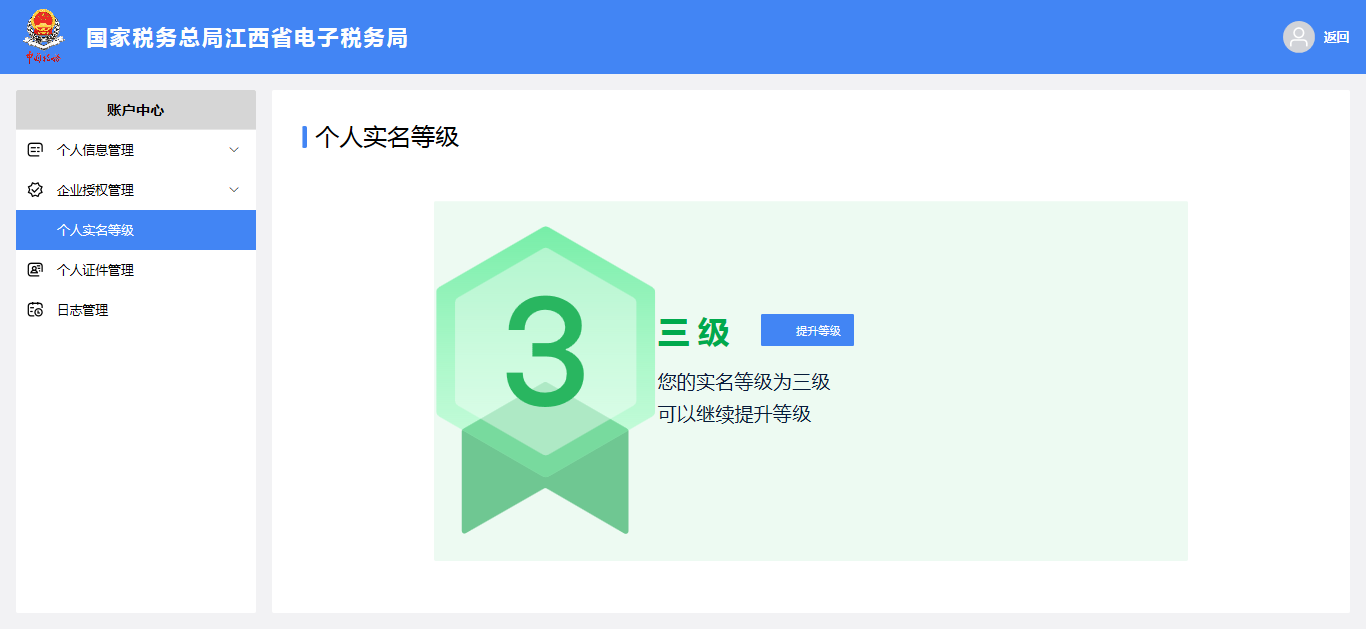 国家税务总局江西省电子税务局
返回
账户中心
个人信息管理
企业授权管理
个人实名等级
个人证件管理
日志管理
个人实名等级
3
三级
提升等级
您的实名等级为三级
可以继续提升等级